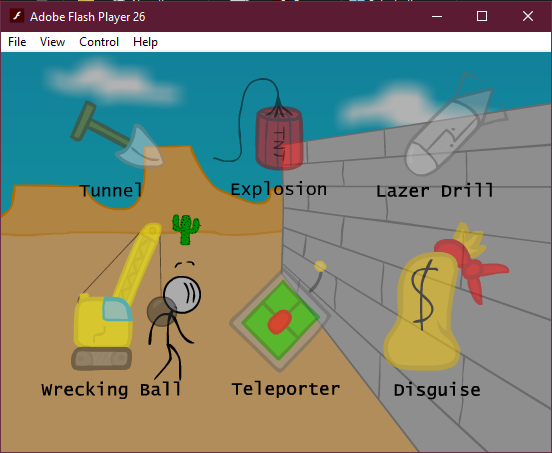 Adobe Flash Player 26
File View Control Help
TNT
Tunnel Explosion Lazer Drill
$
Wrecking Ball Teleporter Disguise